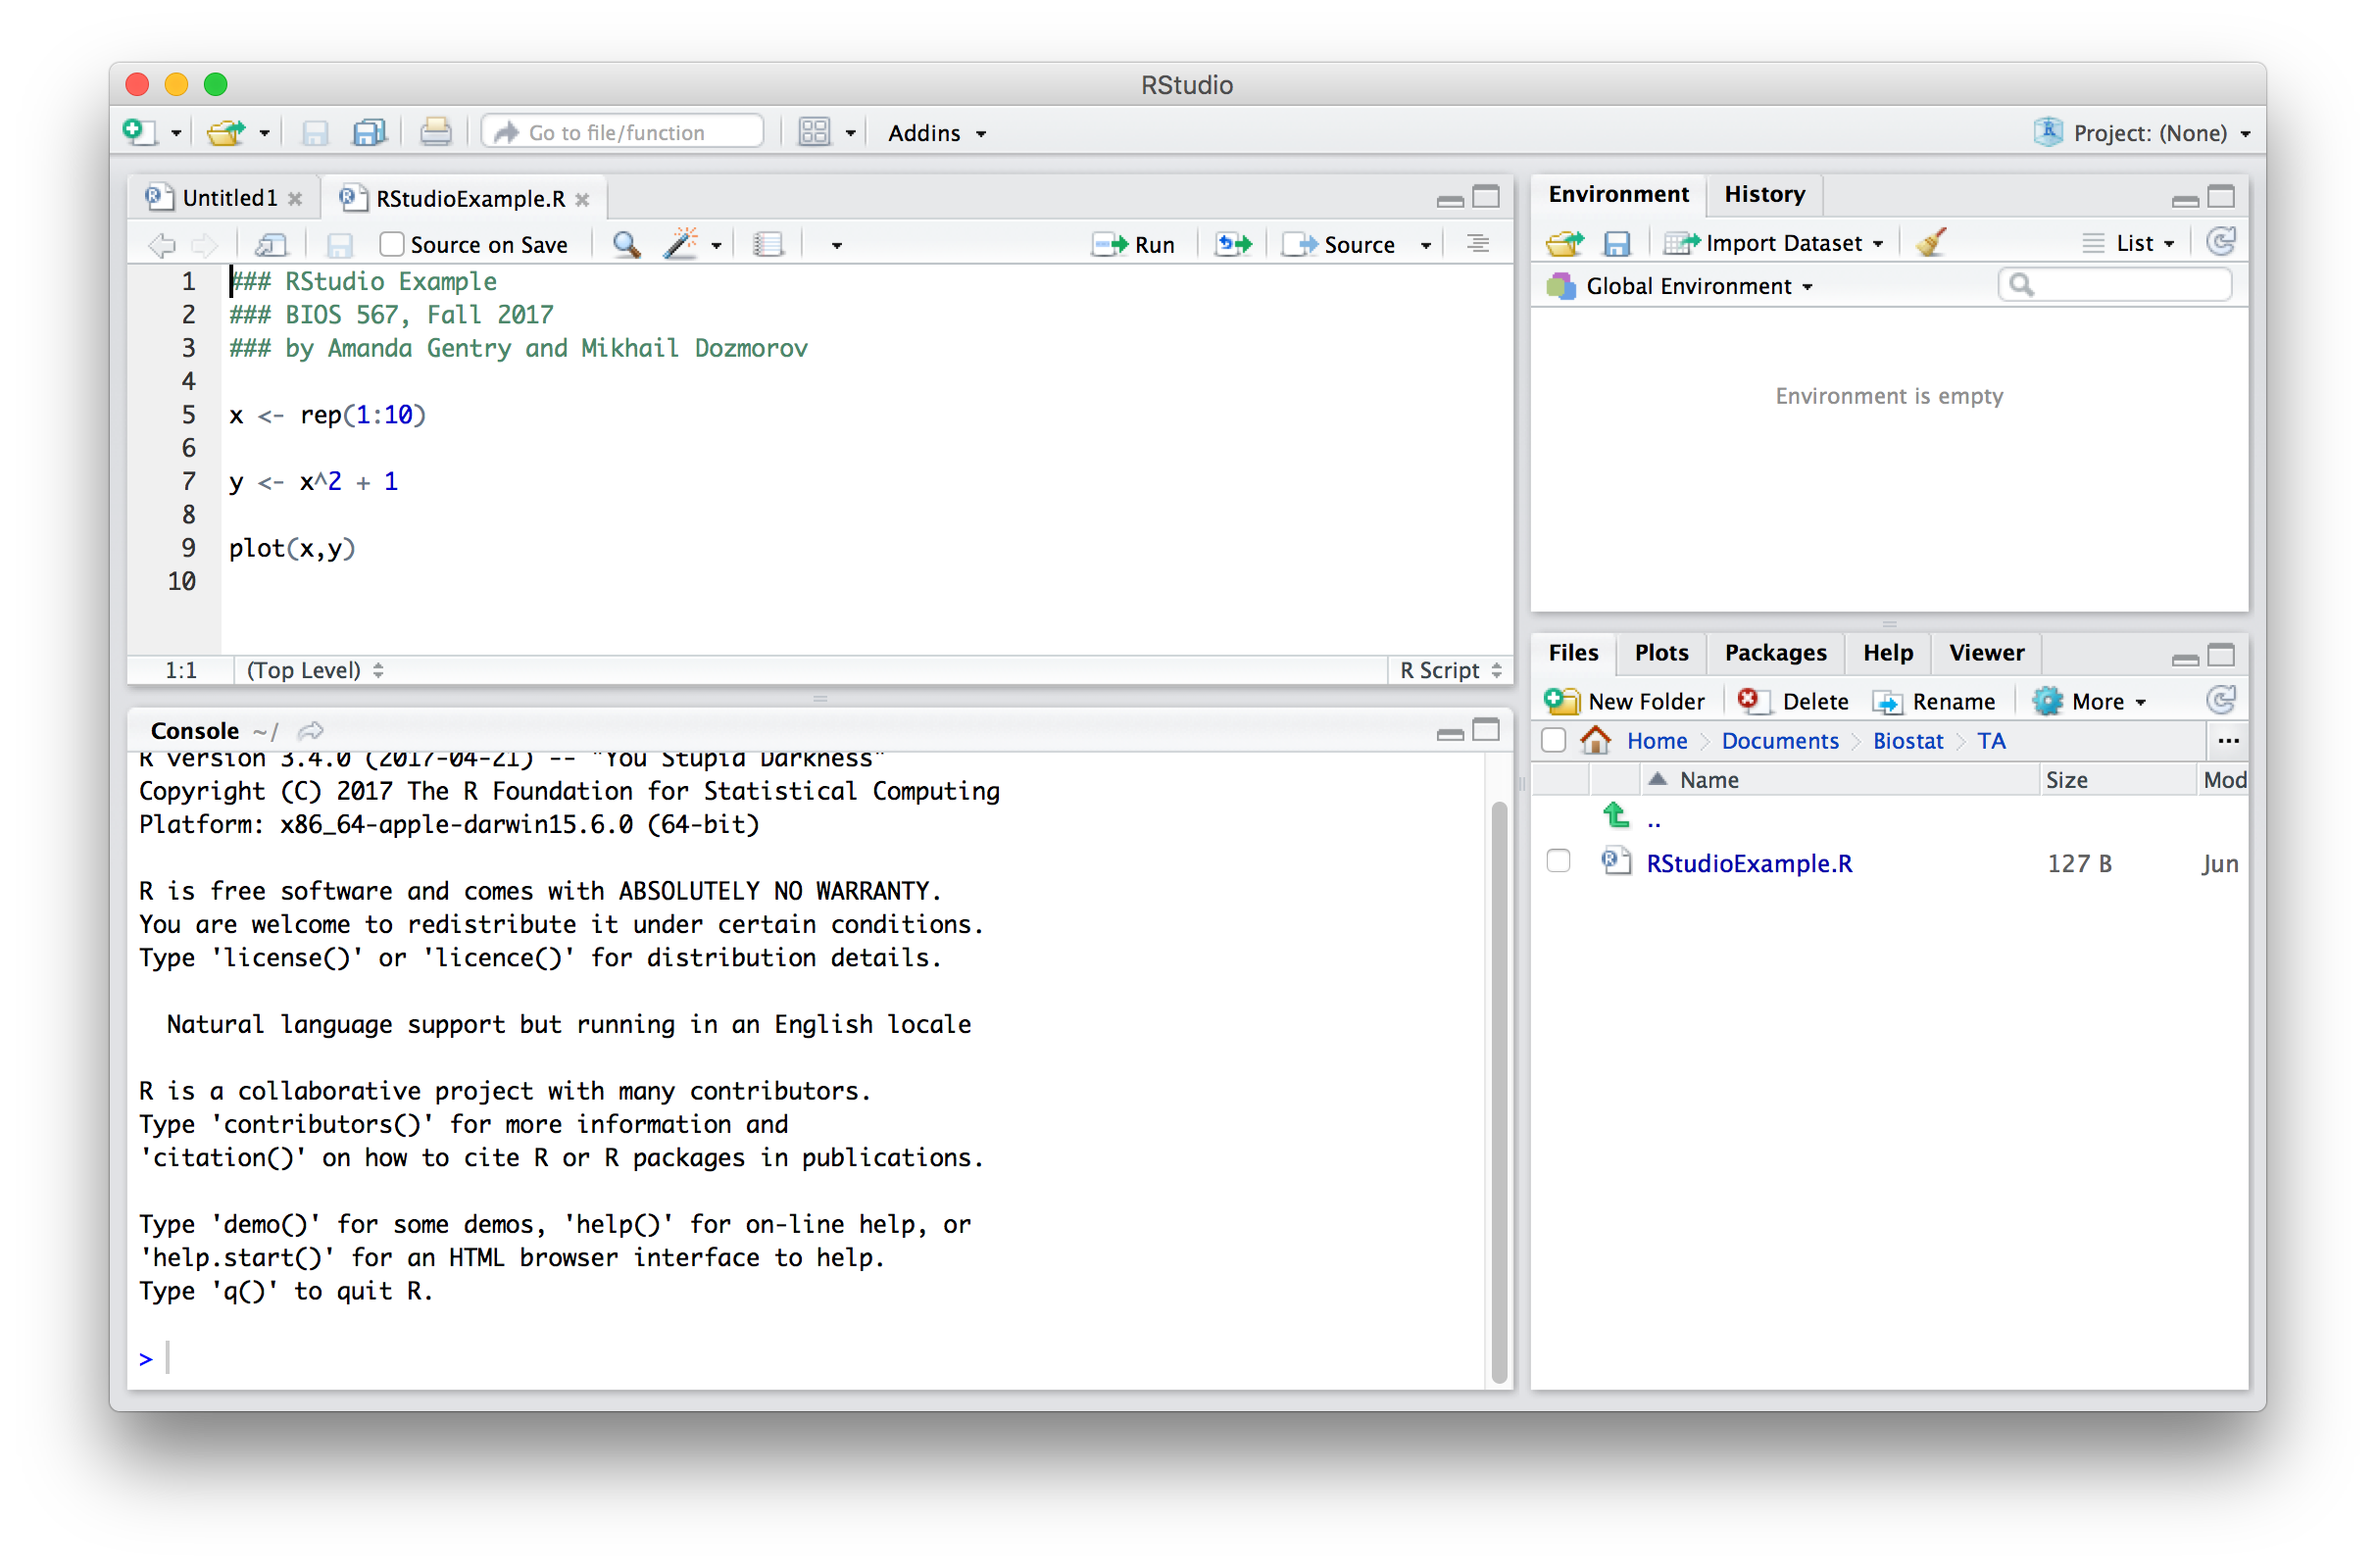 RStudio
Go to file/function
Addins
Project: (None)
Untitled1
RStudioExample.R
Source on Save
Run
Source
1 ### RStudio Example
2 ### BIOS 567, Fall 2017
3 ### by Amanda Gentry and Mikhail Dozmorov
4
5 x <- rep(1:10)
6
7 y <- x^2 + 1
8
9 plot(x,y)
10
1:1 (Top Level) R Script
Console ~/
R version 3.4.0 (2017-04-21) -- "You Stupid Darkness"
Copyright (C) 2017 The R Foundation for Statistical Computing
Platform: x86_64-apple-darwin15.6.0 (64-bit)
R is free software and comes with ABSOLUTELY NO WARRANTY.
You are welcome to redistribute it under certain conditions.
Type 'license()' or 'licence()' for distribution details.
Natural language support but running in an English locale
R is a collaborative project with many contributors.
Type 'contributors()' for more information and
'citation()' on how to cite R or R packages in publications.
Type 'demo()' for some demos, 'help()' for on-line help, or
'help.start()' for an HTML browser interface to help.
Type 'q()' to quit R.
>
Environment History
Import Dataset List
Global Environment
Environment is empty
Files Plots Packages Help Viewer
New Folder Delete Rename More
Home Documents Biostat TA ...
Name Size Mod
..
RStudioExample.R 127 B Jun